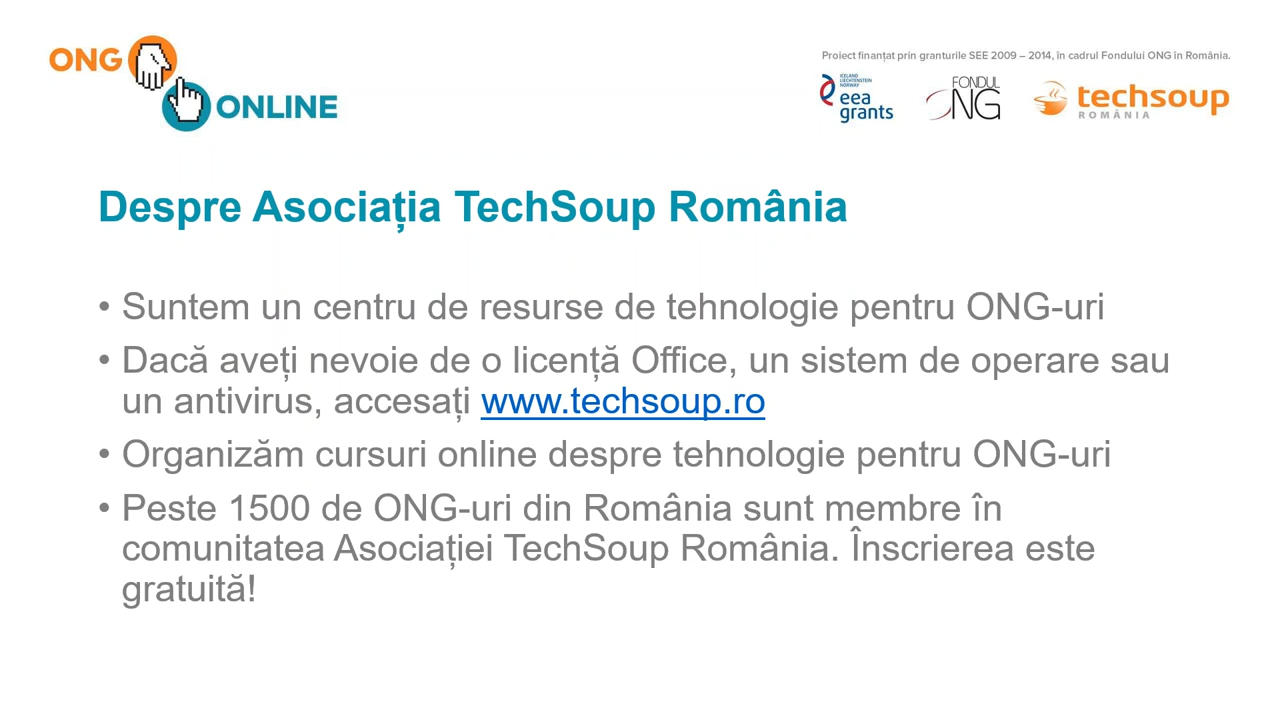 ONG
ONLINE
Proiect finanțat prin granturile SEE 2009 – 2014, în cadrul Fondului ONG în România.
ICELAND
LIECHTENSTEIN
NORWAY
eea
grants
FONDUL
ONG
techsoup
ROMÂNIA
Despre Asociația TechSoup România
• Suntem un centru de resurse de tehnologie pentru ONG-uri
• Dacă aveți nevoie de o licență Office, un sistem de operare sau
un antivirus, accesați www.techsoup.ro
• Organizăm cursuri online despre tehnologie pentru ONG-uri
• Peste 1500 de ONG-uri din România sunt membre în
comunitatea Asociației TechSoup România. Înscrierea este
gratuită!